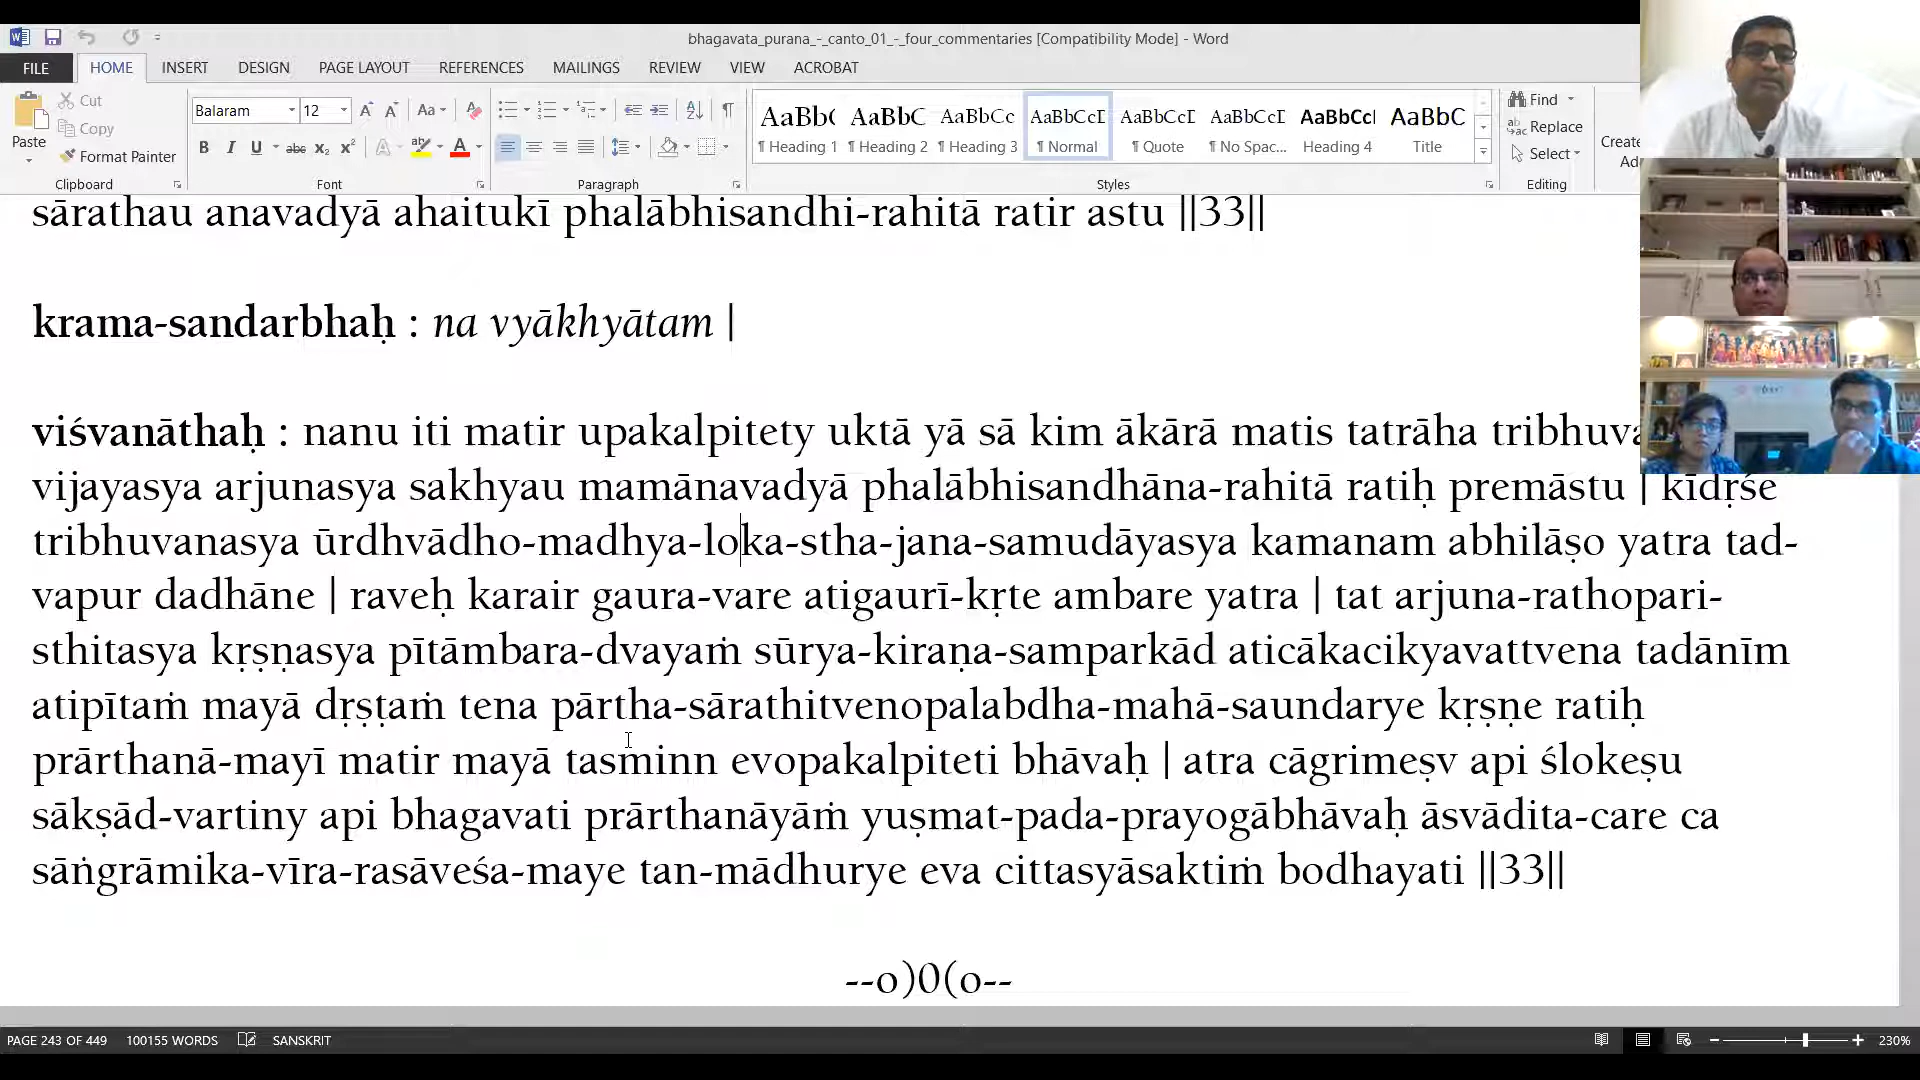 bhagavata_purana_-_canto_01_-_four_commentaries [Compatibility Mode] - Word
FILE HOME INSERT DESIGN PAGE LAYOUT REFERENCES MAILINGS REVIEW VIEW ACROBAT
Paste
Cut
Copy
Format Painter
Clipboard
Balaram 12 Aa
B I U abc x₂ x² A ab A
Font
Paragraph
AaBb( AaBbC AaBbCc AaBbCcI AaBbCcI AaBbCcI AaBbCcI AaBbC
¶ Heading 1 ¶ Heading 2 ¶ Heading 3 ¶ Normal ¶ Quote ¶ No Spac... Heading 4 Title
Styles
Find
Replace
Select
Editing
Create
sārathau anavadyā ahaitukī phalābhisandhi-rahitā ratir astu ||33||
krama-sandarbhaḥ : na vyākhyātam |
viśvanāthaḥ : nanu iti matir upakalpitety uktā yā sā kim ākārā matis tatrāha tribhuva
vijayasya arjunasya sakhyau mamānavadyā phalābhisandhāna-rahitā ratiḥ premāstu | kīdṛśe
tribhuvanasya ūrdhvādho-madhya-loka-stha-jana-samudāyasya kamanam abhilāṣo yatra tad-
vapur dadhāne | raveḥ karair gaura-vare atigaurī-kṛte ambare yatra | tat arjuna-rathopari-
sthitasya kṛṣṇasya pītāmbara-dvayaṁ sūrya-kiraṇa-samparkād aticākacikyavattvena tadānīm
atipītaṁ mayā dṛṣṭaṁ tena pārtha-sārathitvenopalabdha-mahā-saundarye kṛṣṇe ratiḥ
prārthanā-mayī matir mayā tasminn evopakalpiteti bhāvaḥ | atra cāgrimeṣv api ślokeṣu
sākṣād-vartiny api bhagavati prārthanāyāṁ yuṣmat-pada-prayogābhāvaḥ āsvādita-care ca
sāṅgrāmika-vīra-rasāveśa-maye tan-mādhurye eva cittasyāsaktiṁ bodhayati ||33||
--o)0(o--
PAGE 243 OF 449 100155 WORDS SANSKRIT 230%